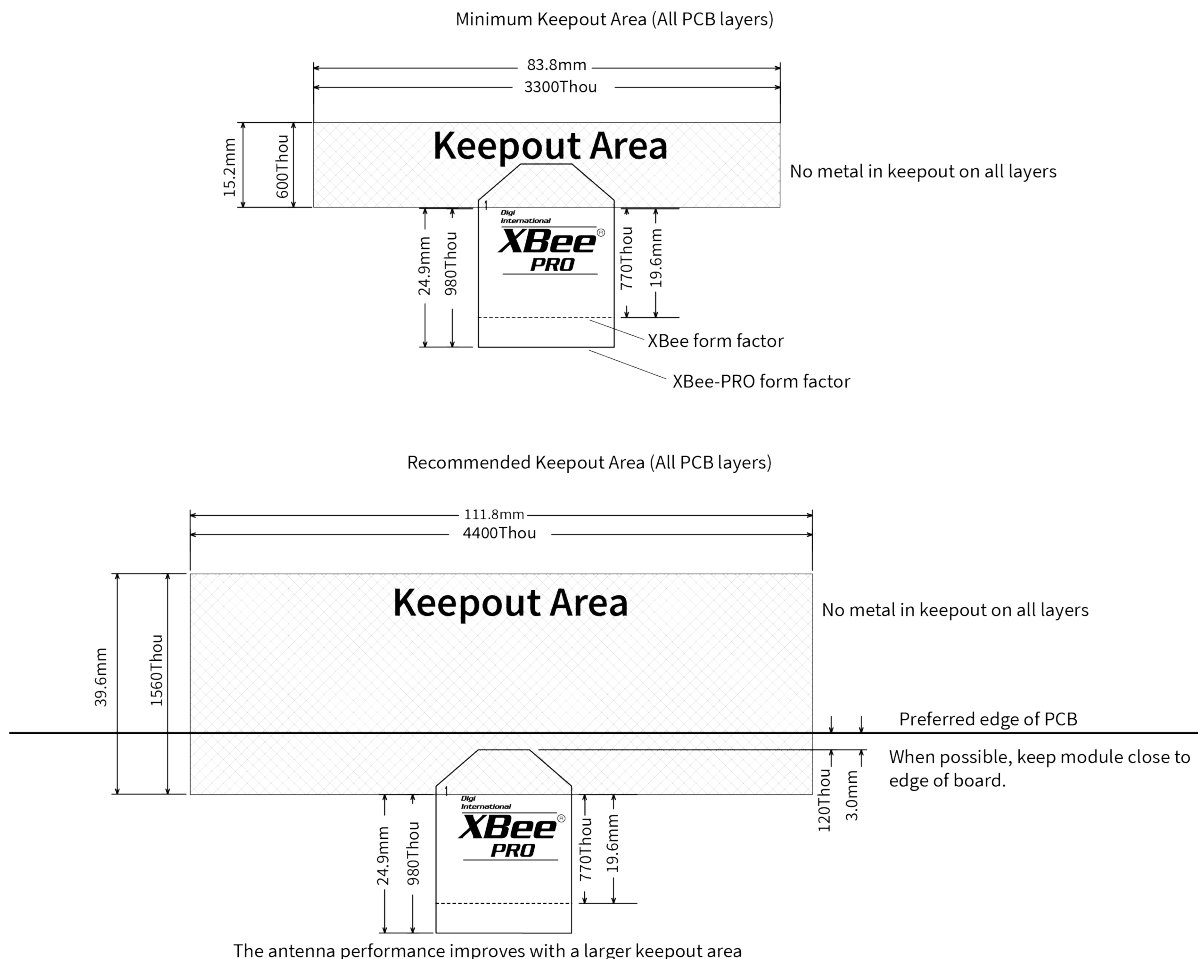 Minimum Keepout Area (All PCB layers)
83.8mm
3300Thou
Keepout Area
15.2mm
600Thou
No metal in keepout on all layers
1
Digi
International
XBee®
PRO
24.9mm
980Thou
770Thou
19.6mm
XBee form factor
XBee-PRO form factor
Recommended Keepout Area (All PCB layers)
111.8mm
4400Thou
Keepout Area
No metal in keepout on all layers
39.6mm
1560Thou
Preferred edge of PCB
When possible, keep module close to
edge of board.
120Thou
3.0mm
1
Digi
International
XBee®
PRO
24.9mm
980Thou
770Thou
19.6mm
The antenna performance improves with a larger keepout area